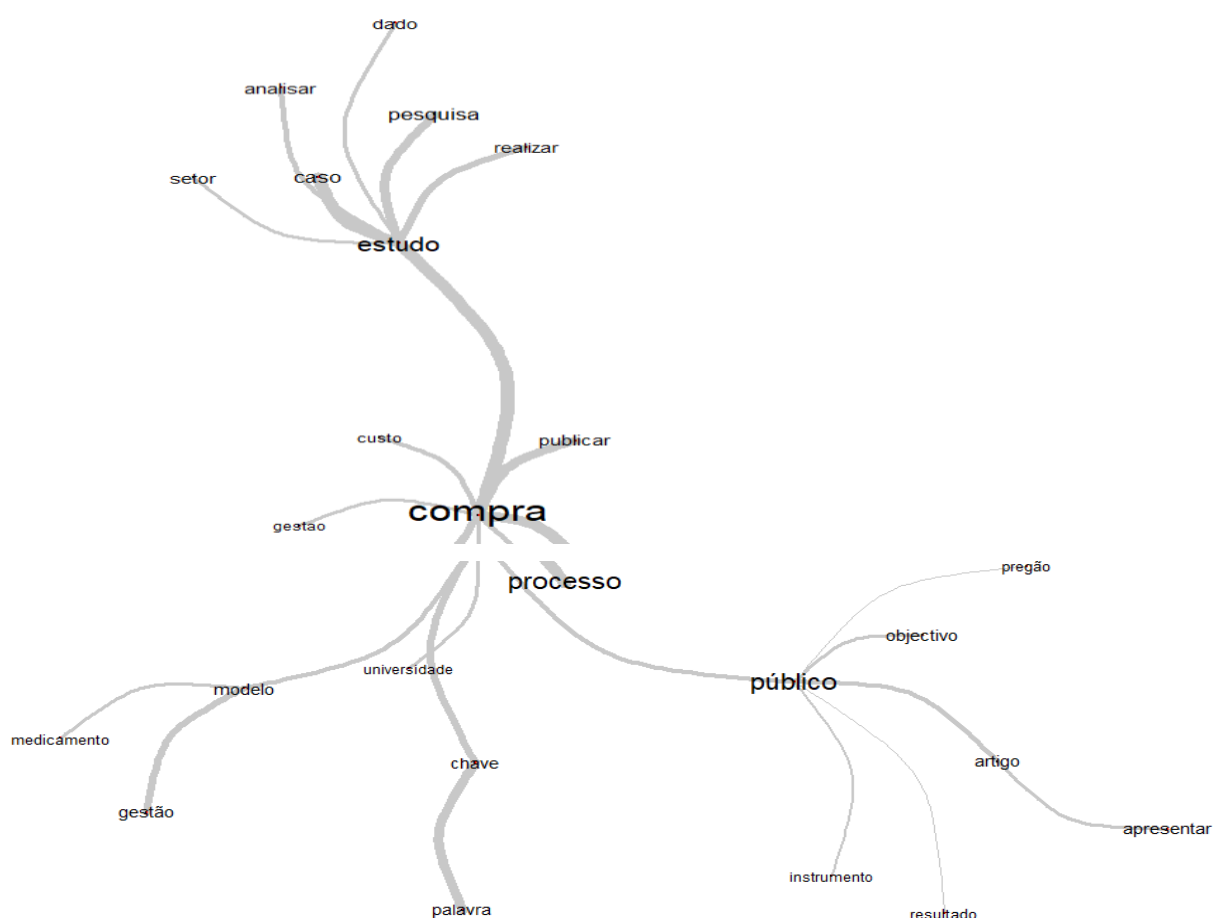 dado
analisar
pesquisa
realizar
caso
setor
estudo
custo
publicar
compra
gestao
processo
pregão
objectivo
universidade
público
modelo
medicamento
chave
artigo
gestão
apresentar
instrumento
palavra
resultado